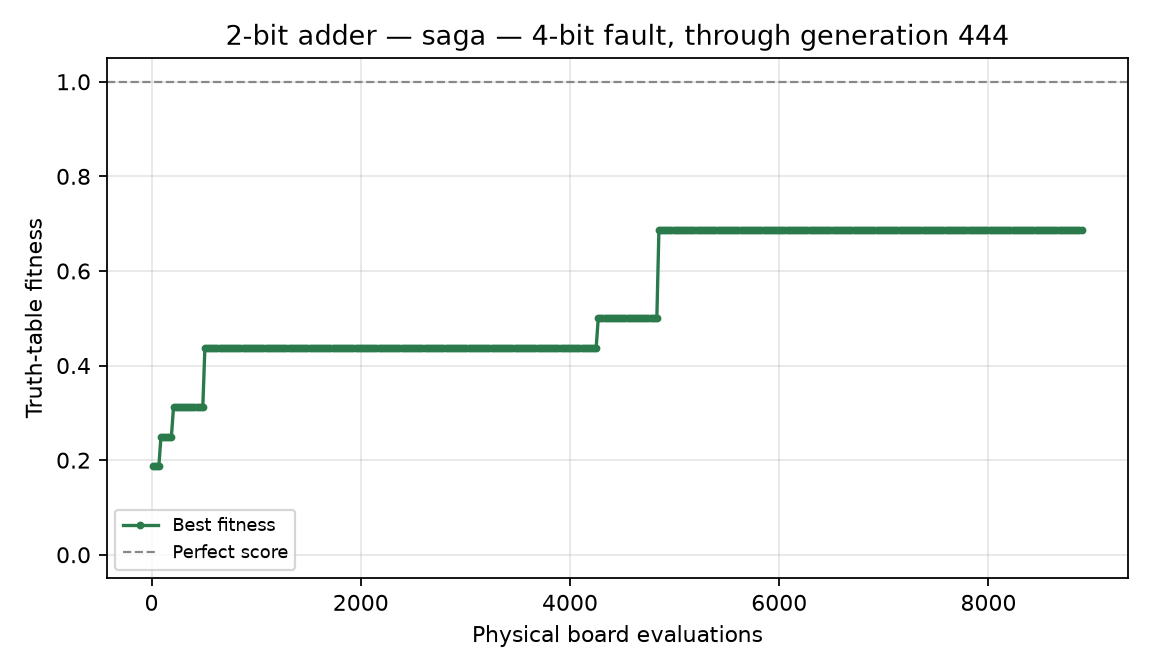 2-bit adder — saga — 4-bit fault, through generation 444
Truth-table fitness
1.0
0.8
0.6
0.4
0.2
0.0
Best fitness
Perfect score
0 2000 4000 6000 8000
Physical board evaluations